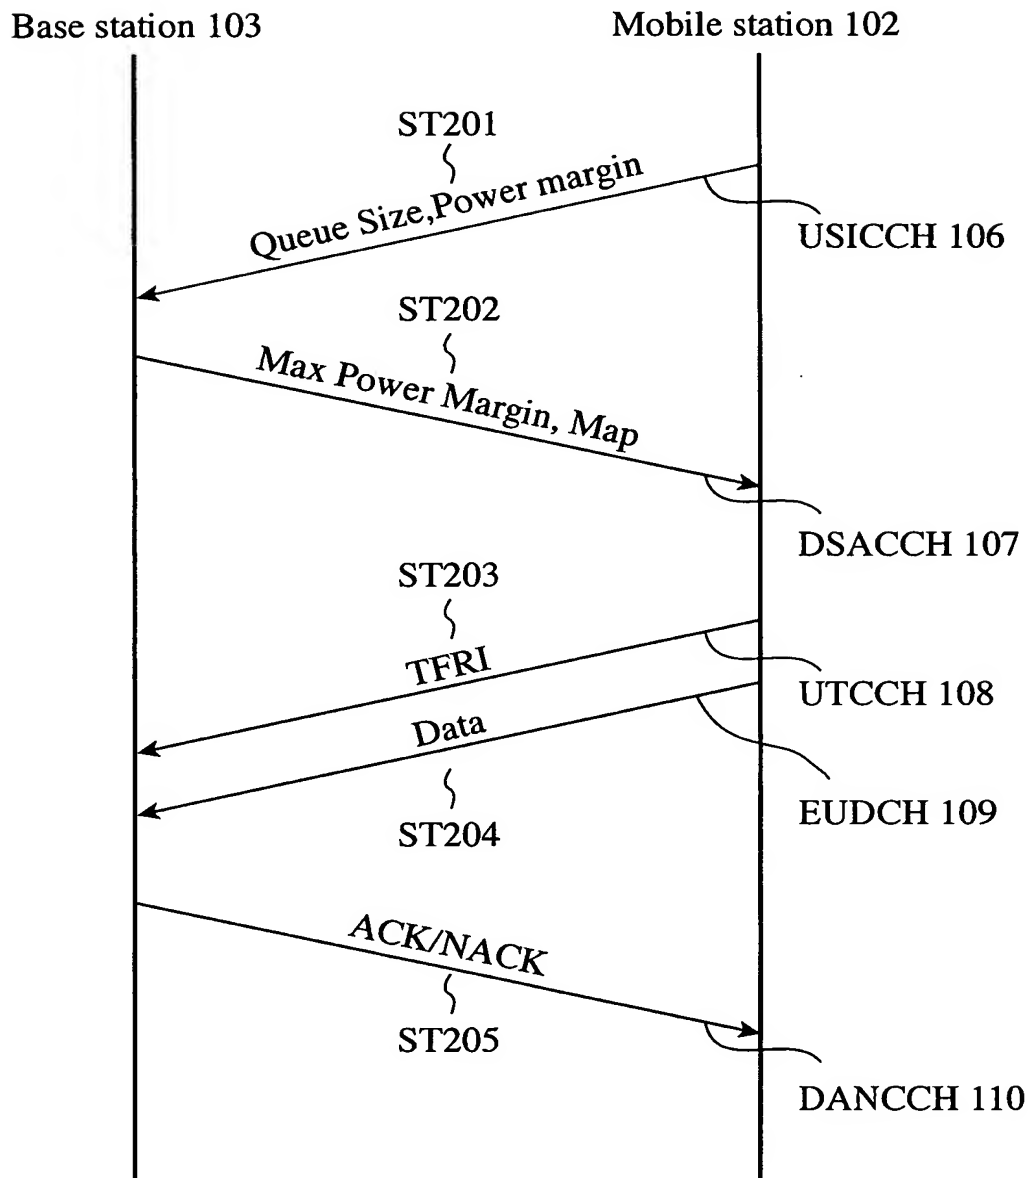 Base station 103
Mobile station 102
ST201
Queue Size,Power margin
USICCH 106
ST202
Max Power Margin, Map
DSACCH 107
ST203
TFRI
UTCCH 108
Data
EUDCH 109
ST204
ACK/NACK
ST205
DANCCH 110